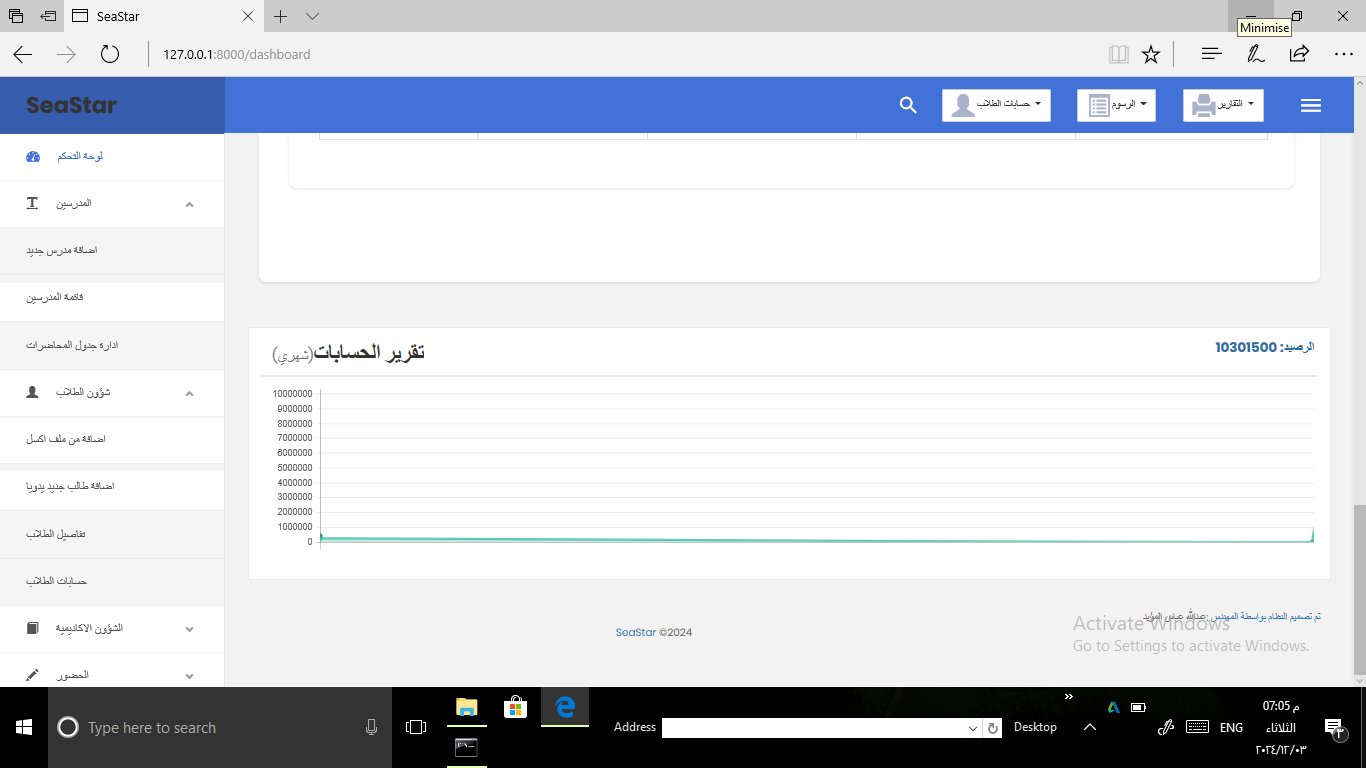 SeaStar
Minimise
127.0.0.1:8000/dashboard
SeaStar
حسابات الطلاب
الرسوم
التقارير
لوحة التحكم
المدرسين
اضافة مدرس جديد
قائمة المدرسين
ادارة جدول المحاضرات
شؤون الطلاب
اضافة من ملف اكسل
اضافة طالب جديد يدويا
تفاصيل الطلاب
حسابات الطلاب
الشؤون الاكاديمية
الحضور
تقرير الحسابات(شهري)
الرصيد: 10301500
10000000
9000000
8000000
7000000
6000000
5000000
4000000
3000000
2000000
1000000
0
تم تصميم النظام بواسطة المهندس :عبدالله عباس المؤيد
SeaStar ©2024
Activate Windows
Go to Settings to activate Windows.
Type here to search
Address
Desktop
ENG
07:05 م
الثلاثاء
٢٠٢٤/١٢/٠٣
٣